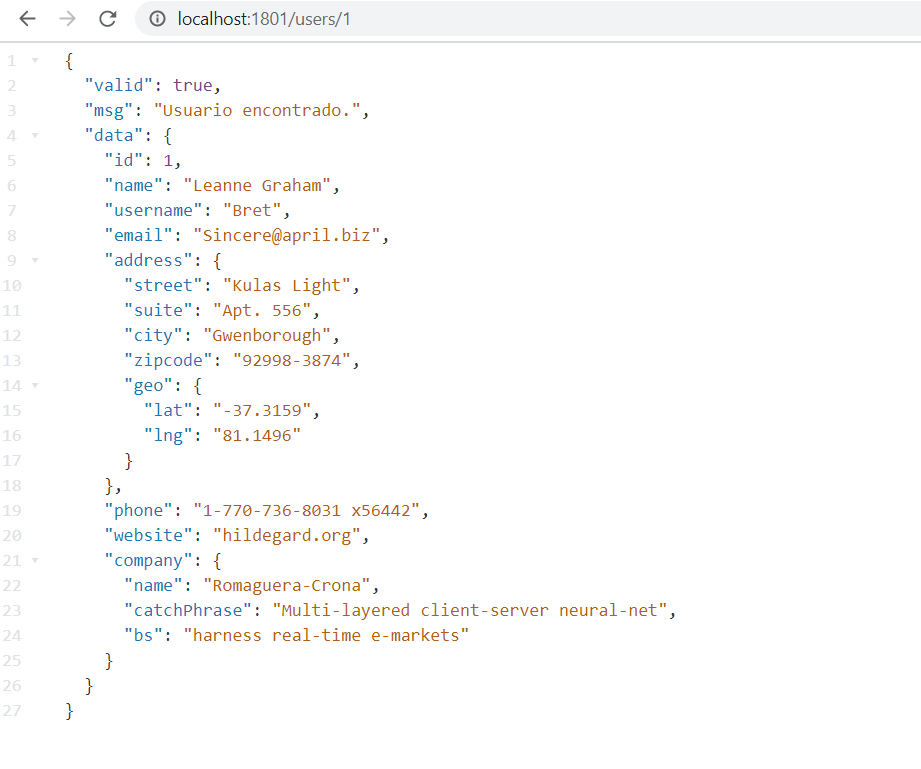 localhost:1801/users/1
1 {
2 "valid": true,
3 "msg": "Usuario encontrado.",
4 "data": {
5 "id": 1,
6 "name": "Leanne Graham",
7 "username": "Bret",
8 "email": "Sincere@april.biz",
9 "address": {
10 "street": "Kulas Light",
11 "suite": "Apt. 556",
12 "city": "Gwenborough",
13 "zipcode": "92998-3874",
14 "geo": {
15 "lat": "-37.3159",
16 "lng": "81.1496"
17 }
18 },
19 "phone": "1-770-736-8031 x56442",
20 "website": "hildegard.org",
21 "company": {
22 "name": "Romaguera-Crona",
23 "catchPhrase": "Multi-layered client-server neural-net",
24 "bs": "harness real-time e-markets"
25 }
26 }
27 }